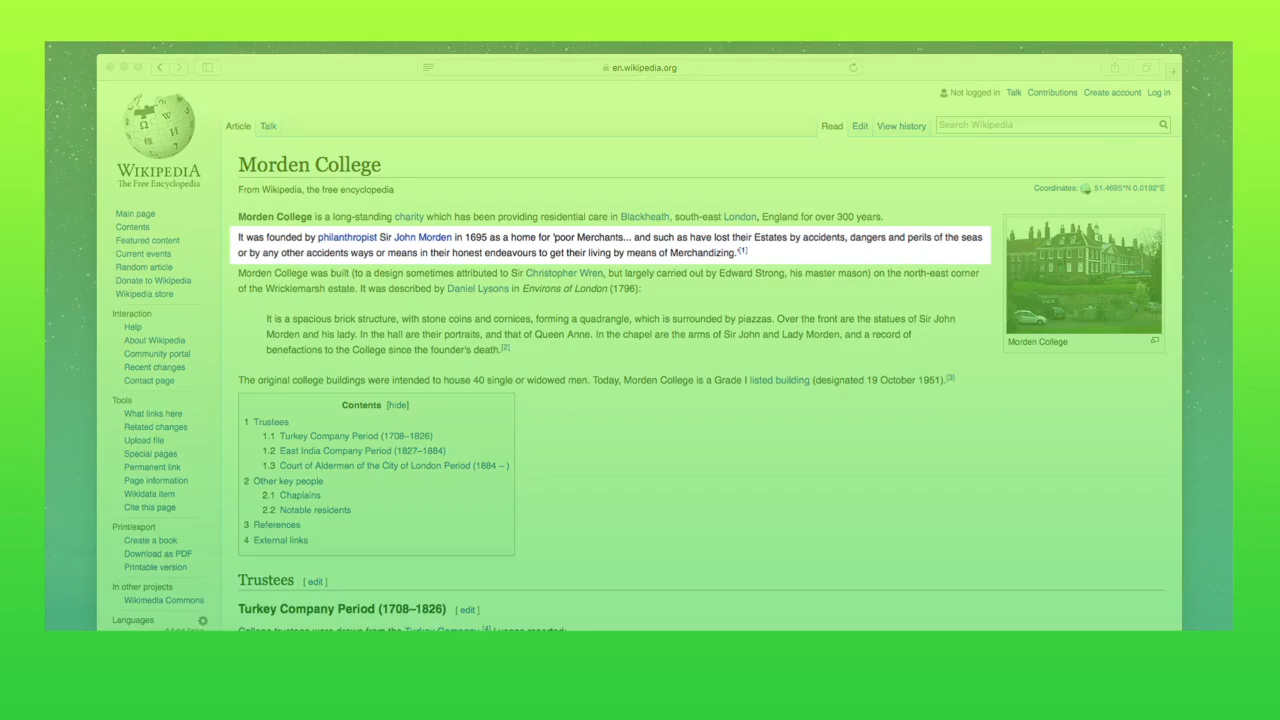 en.wikipedia.org
Not logged in Talk Contributions Create account Log in
Article Talk
Read Edit View history
Search Wikipedia
WIKIPEDIA
The Free Encyclopedia
Morden College
From Wikipedia, the free encyclopedia
Coordinates: 51.4695°N 0.0182°E
Morden College is a long-standing charity which has been providing residential care in Blackheath, south-east London, England for over 300 years.
It was founded by philanthropist Sir John Morden in 1695 as a home for 'poor Merchants... and such as have lost their Estates by accidents, dangers and perils of the seas
or by any other accidents ways or means in their honest endeavours to get their living by means of Merchandizing.'[1]
Morden College was built (to a design sometimes attributed to Sir Christopher Wren, but largely carried out by Edward Strong, his master mason) on the north-east corner
of the Wricklemarsh estate. It was described by Daniel Lysons in Environs of London (1796):
It is a spacious brick structure, with stone coins and cornices, forming a quadrangle, which is surrounded by piazzas. Over the front are the statues of Sir John
Morden and his lady. In the hall are their portraits, and that of Queen Anne. In the chapel are the arms of Sir John and Lady Morden, and a record of
benefactions to the College since the founder's death.[2]
Morden College
The original college buildings were intended to house 40 single or widowed men. Today, Morden College is a Grade I listed building (designated 19 October 1951).[3]
Contents [hide]
1 Trustees
1.1 Turkey Company Period (1708–1826)
1.2 East India Company Period (1827–1884)
1.3 Court of Aldermen of the City of London Period (1884 – )
2 Other key people
2.1 Chaplains
2.2 Notable residents
3 References
4 External links
Trustees [ edit ]
Turkey Company Period (1708–1826) [ edit ]
College trustees were drawn from the Turkey Company.[4] Lysons reported:
Main page
Contents
Featured content
Current events
Random article
Donate to Wikipedia
Wikipedia store
Interaction
Help
About Wikipedia
Community portal
Recent changes
Contact page
Tools
What links here
Related changes
Upload file
Special pages
Permanent link
Page information
Wikidata item
Cite this page
Print/export
Create a book
Download as PDF
Printable version
In other projects
Wikimedia Commons
Languages